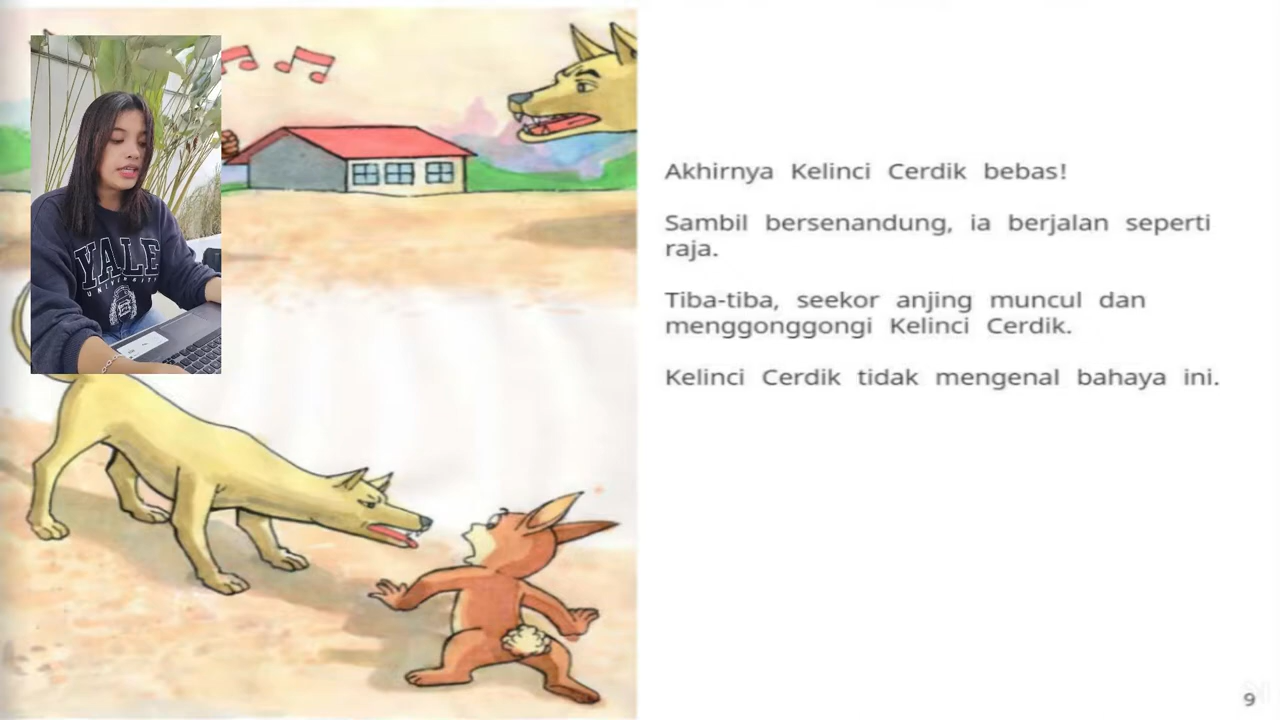 YALE
UNIVERSITY
Akhirnya Kelinci Cerdik bebas!
Sambil bersenandung, ia berjalan seperti
raja.
Tiba-tiba, seekor anjing muncul dan
menggonggongi Kelinci Cerdik.
Kelinci Cerdik tidak mengenal bahaya ini.
9